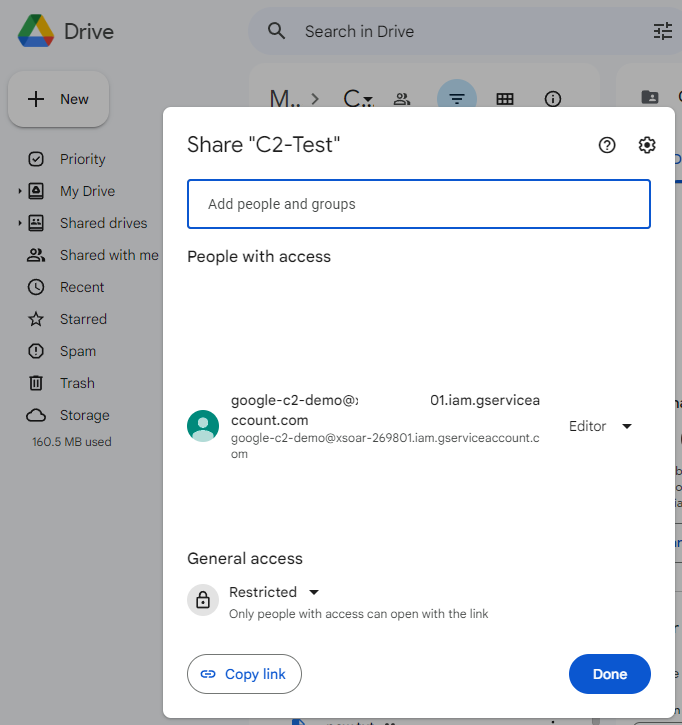 Drive
Search in Drive
New
M.. > C..
Share "C2-Test"
Priority
Add people and groups
My Drive
Shared drives
People with access
Shared with me
Recent
Starred
Spam
Trash
Storage
160.5 MB used
google-c2-demo@x 01.iam.gservicea
ccount.com
google-c2-demo@xsoar-269801.iam.gserviceaccount.c
om
Editor
General access
Restricted
Only people with access can open with the link
Copy link
Done